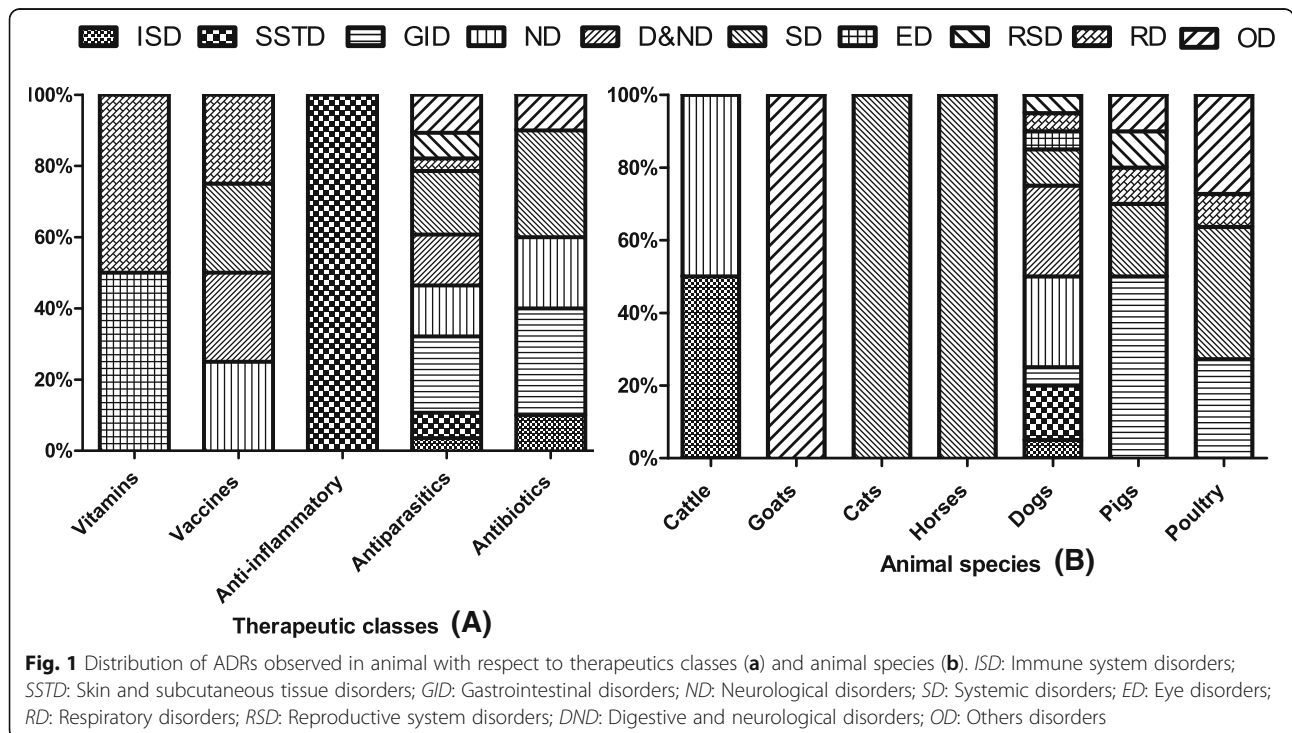 ISD SSTD GID ND D&ND SD ED RSD RD OD
100%
80%
60%
40%
20%
0%
Vitamins
Vaccines
Anti-inflammatory
Antiparasitics
Antibiotics
Therapeutic classes (A)
100%
80%
60%
40%
20%
0%
Cattle
Goats
Cats
Horses
Dogs
Pigs
Poultry
Animal species (B)
Fig. 1 Distribution of ADRs observed in animal with respect to therapeutics classes (a) and animal species (b). ISD: Immune system disorders;
SSTD: Skin and subcutaneous tissue disorders; GID: Gastrointestinal disorders; ND: Neurological disorders; SD: Systemic disorders; ED: Eye disorders;
RD: Respiratory disorders; RSD: Reproductive system disorders; DND: Digestive and neurological disorders; OD: Others disorders